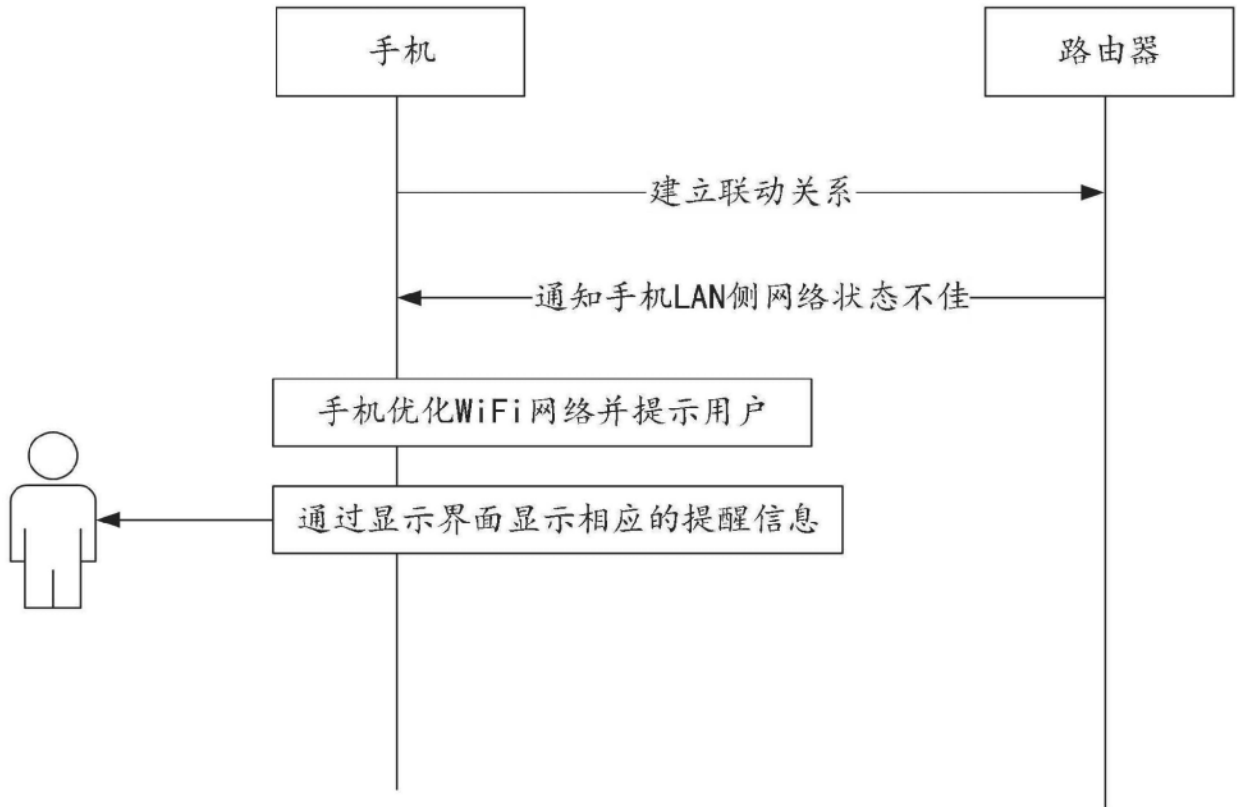 手机
路由器
建立联动关系
通知手机LAN侧网络状态不佳
手机优化WiFi网络并提示用户
通过显示界面显示相应的提醒信息